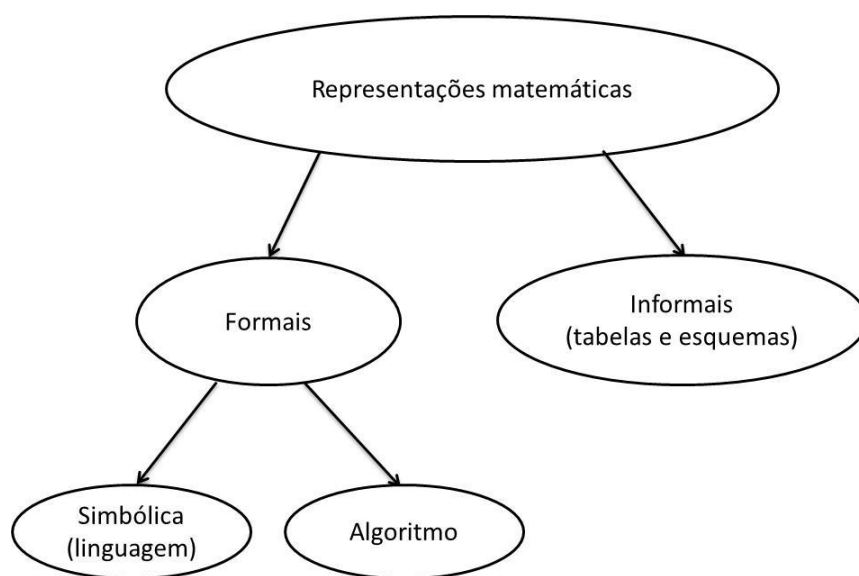 Representações matemáticas
Formais
Informais
(tabelas e esquemas)
Simbólica
(linguagem)
Algoritmo